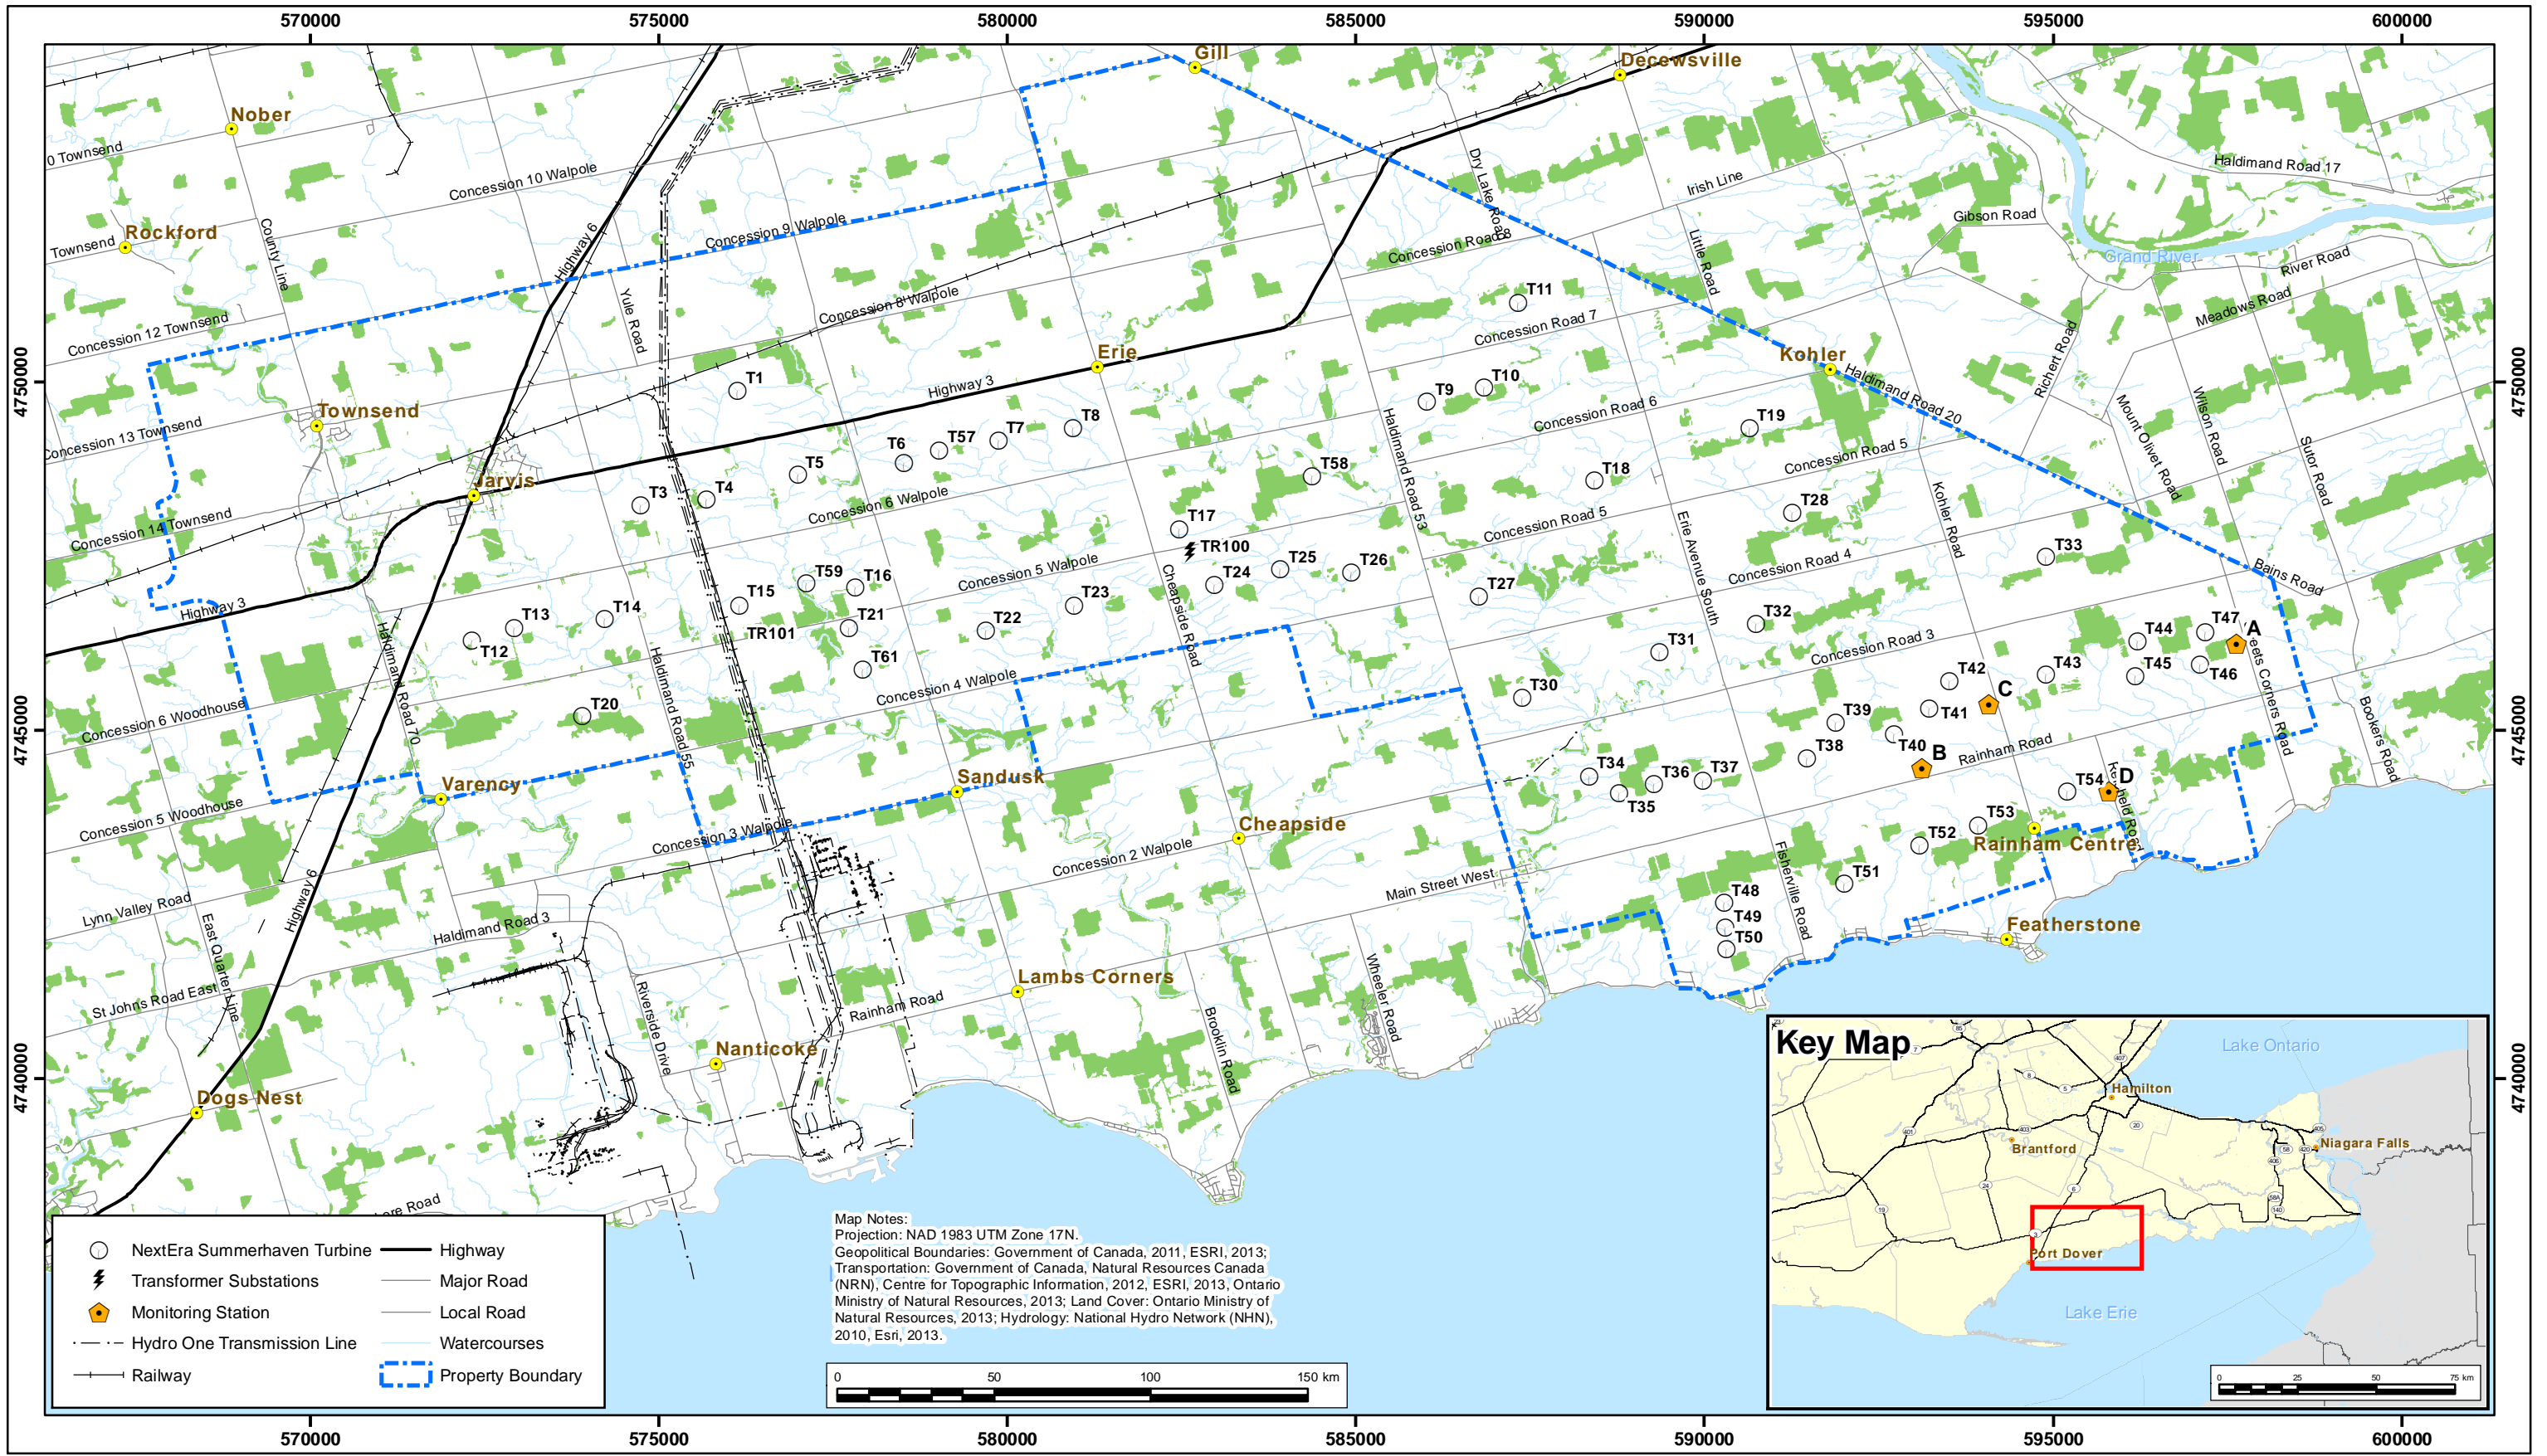 570000 575000 580000 585000 590000 595000 600000
Gill
Decewsville
Nober
Rockford
0 Townsend
Townsend
Concession 10 Walpole
Concession 9 Walpole
Concession 8 Walpole
County Line
Highway 6
Yule Road
Dry Lake Road
Irish Line
Concession Road 8
Little Road
Haldimand Road 17
Gibson Road
Grand River
River Road
Meadows Road
Richert Road
Concession 12 Townsend
Concession 13 Townsend
Concession 14 Townsend
4750000
4750000
Townsend
Jarvis
Erie
Kohler
Highway 3
Concession Road 7
Concession Road 6
Concession Road 5
Haldimand Road 20
Mount Olivet Road
Wilson Road
Sutor Road
Haldimand Road 53
T11
T1
T9
T10
T8
T7
T57
T6
T5
T4
T3
T58
T18
T19
T28
T17
TR100
T25
T26
T24
T27
T33
Concession 6 Walpole
Concession 5 Walpole
Concession Road 5
Concession Road 4
Kohler Road
Erie Avenue South
Bains Road
Highway 3
T12
T13
T14
T15
T59
T16
TR101
T21
T61
T22
T23
T20
Cheapside Road
Concession 4 Walpole
Haldimand Road 70
Haldimand Road 55
Concession 6 Woodhouse
Concession Road 3
T32
T31
T30
T42
T41
T43
T44
T45
T46
T47
A
C
T39
T40
B
T38
T34
T35
T36
T37
T54
D
T53
T52
T51
T48
T49
T50
Rainham Road
Bookers Road
4745000
4745000
Varency
Sandusk
Cheapside
Rainham Centre
Featherstone
Concession 5 Woodhouse
Concession 3 Walpole
Concession 2 Walpole
Main Street West
Fisherville Road
Lynn Valley Road
Haldimand Road 3
Highway 6
East Quarter Line
St Johns Road East
Lambs Corners
Rainham Road
Riverside Drive
Brooklin Road
Wheeler Road
Nanticoke
Dogs Nest
4740000
4740000
NextEra Summerhaven Turbine
Transformer Substations
Monitoring Station
Hydro One Transmission Line
Railway
Highway
Major Road
Local Road
Watercourses
Property Boundary
Map Notes:
Projection: NAD 1983 UTM Zone 17N.
Geopolitical Boundaries: Government of Canada, 2011, ESRI, 2013;
Transportation: Government of Canada, Natural Resources Canada
(NRN), Centre for Topographic Information, 2012, ESRI, 2013, Ontario
Ministry of Natural Resources, 2013; Land Cover: Ontario Ministry of
Natural Resources, 2013; Hydrology: National Hydro Network (NHN),
2010, Esri, 2013.
0 50 100 150 km
Key Map
Lake Ontario
Hamilton
Brantford
Niagara Falls
Port Dover
Lake Erie
0 25 50 75 km
570000 575000 580000 585000 590000 595000 600000